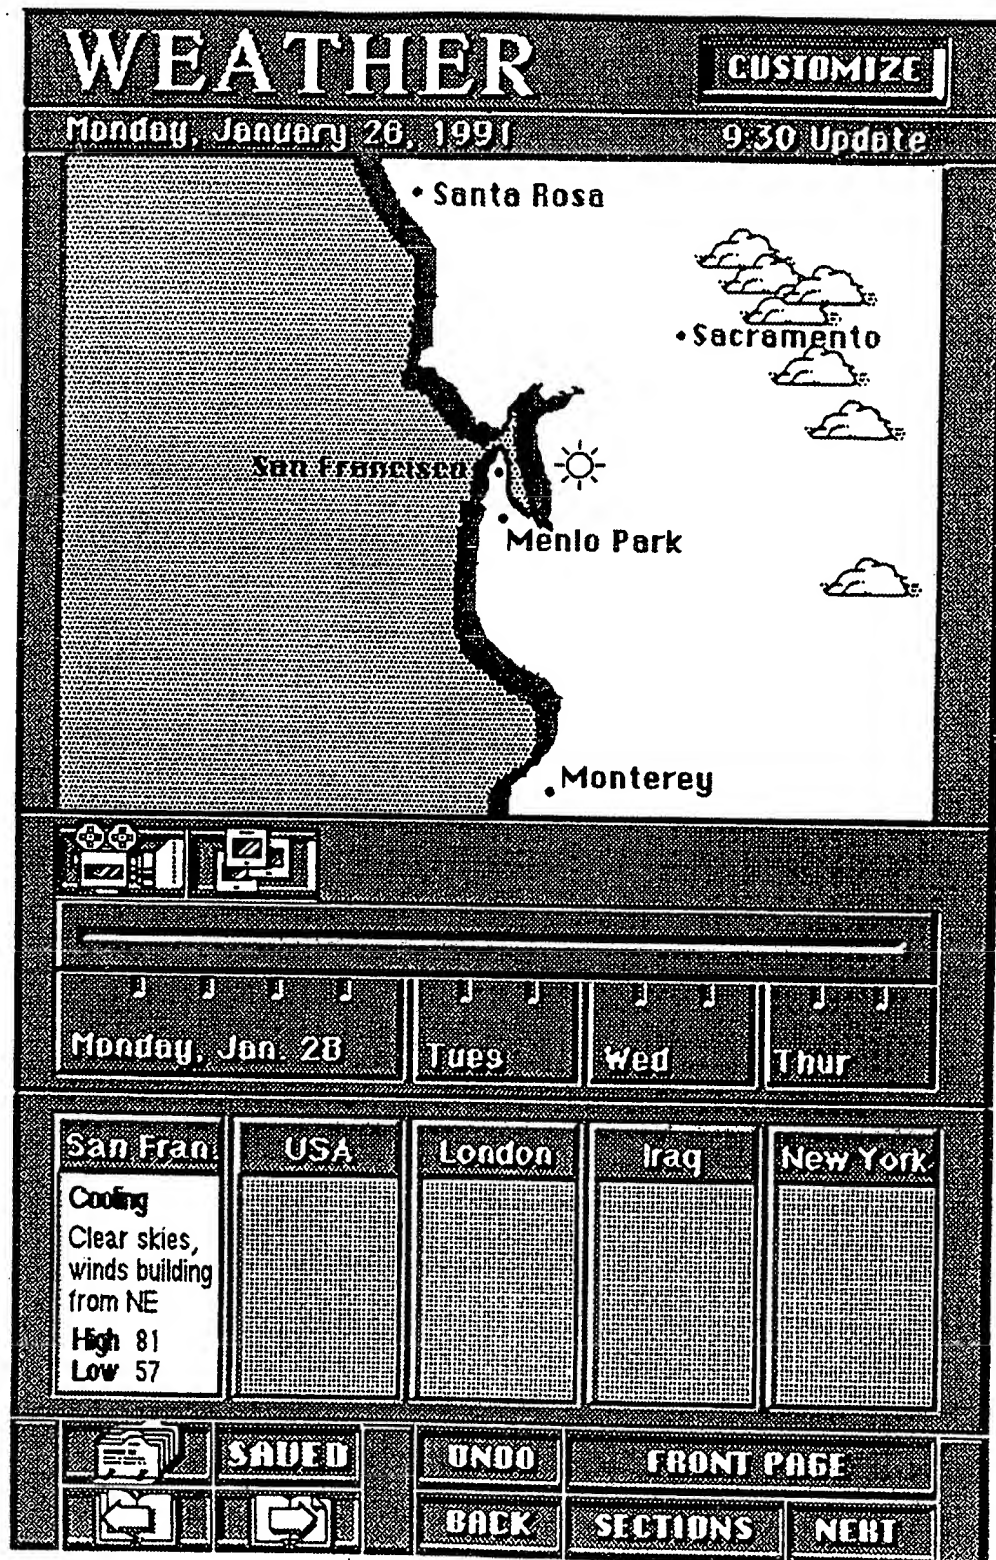 WEATHER
CUSTOMIZE
Monday, January 28, 1991
9:30 Update
Santa Rosa
Sacramento
San Francisco
Menlo Park
Monterey
Monday, Jan. 28
Tues
Wed
Thur
San Fran.
USA
London
Iraq
New York
Cooling
Clear skies,
winds building
from NE
High 81
Low 57
SAVED
UNDO
FRONT PAGE
BACK
SECTIONS
NEXT